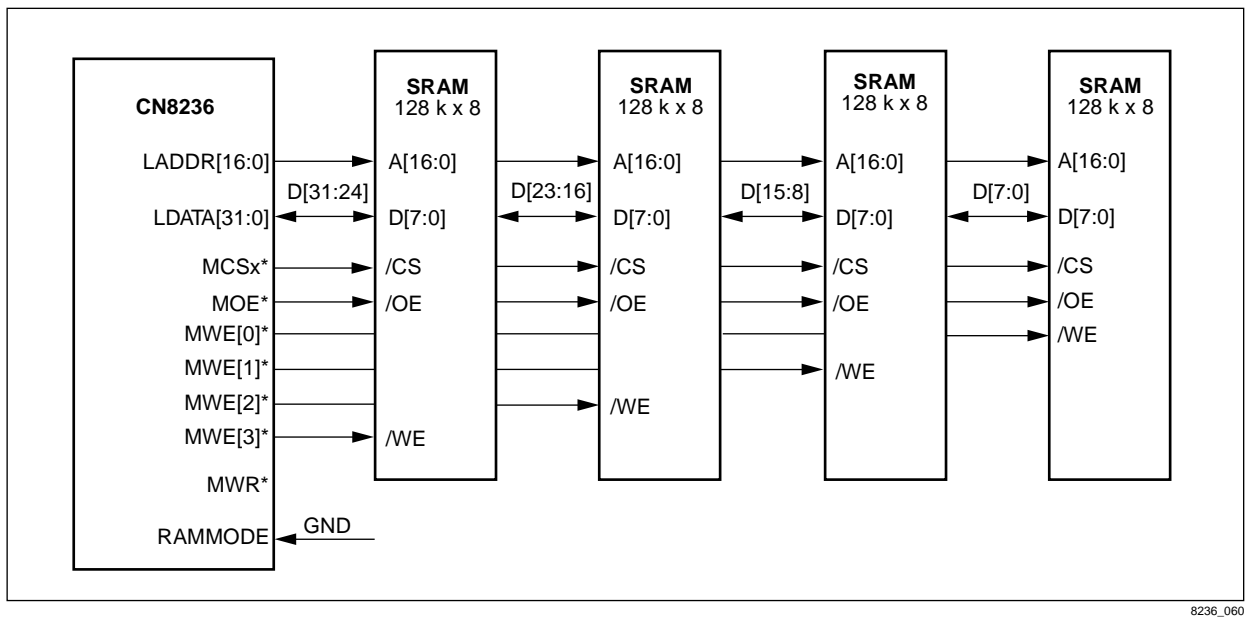 CN8236
LADDR[16:0]
LDATA[31:0]
MCSx*
MOE*
MWE[0]*
MWE[1]*
MWE[2]*
MWE[3]*
MWR*
RAMMODE
GND
D[31:24]
SRAM
128 k x 8
A[16:0]
D[7:0]
/CS
/OE
/WE
D[23:16]
SRAM
128 k x 8
A[16:0]
D[7:0]
/CS
/OE
/WE
D[15:8]
SRAM
128 k x 8
A[16:0]
D[7:0]
/CS
/OE
/WE
D[7:0]
SRAM
128 k x 8
A[16:0]
D[7:0]
/CS
/OE
/WE
8236_060